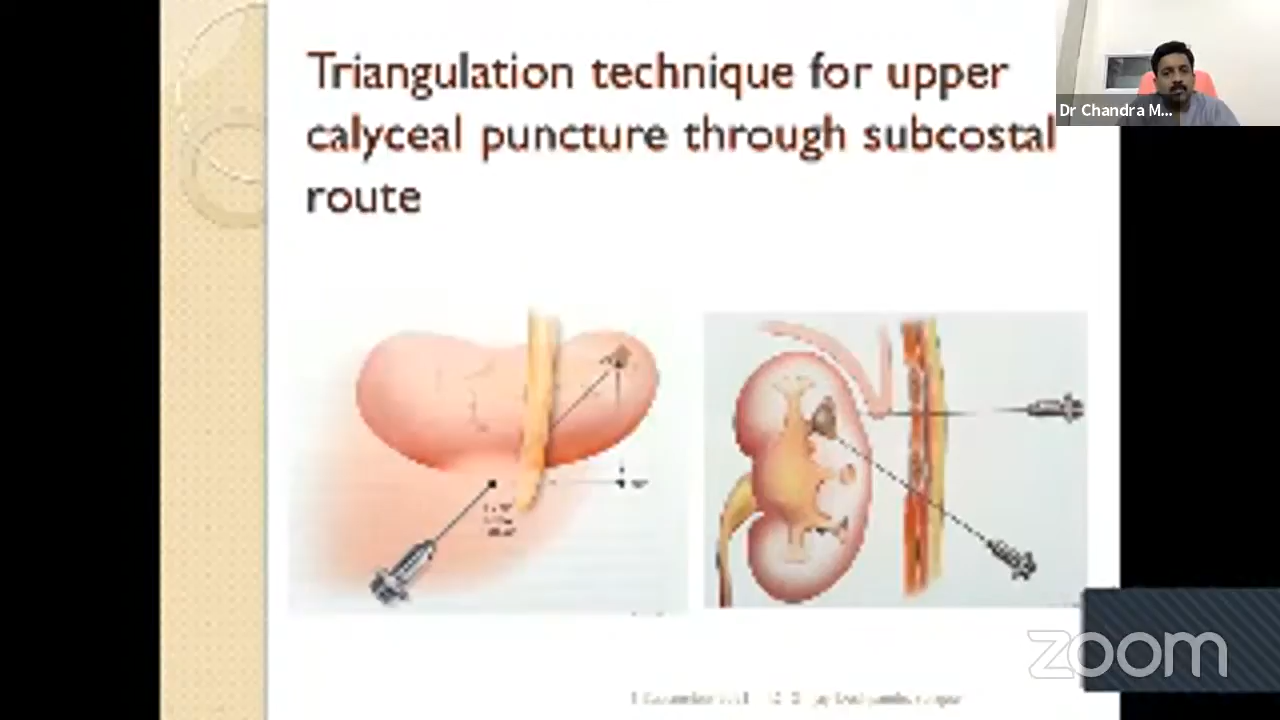 Triangulation technique for upper
calyceal puncture through subcostal
route
Dr Chandra M...
zoom